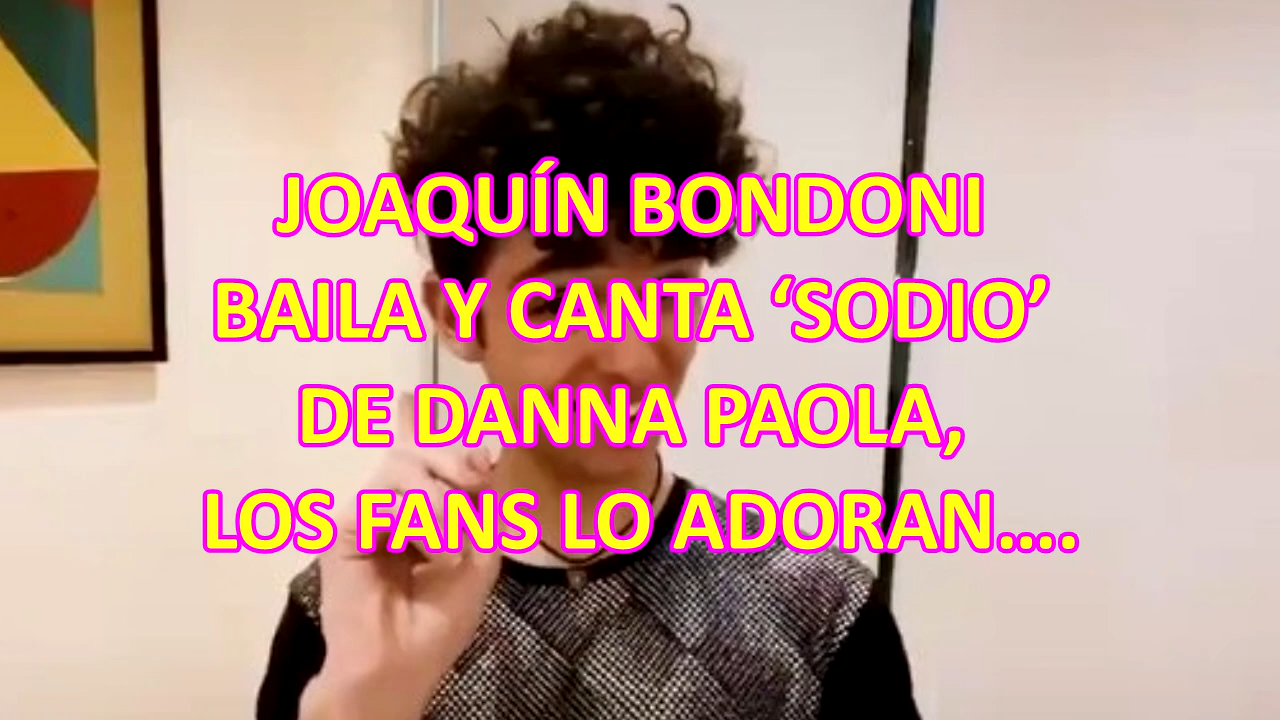 JOAQUÍN BONDONI
BAILA Y CANTA ‘SODIO’
DE DANNA PAOLA,
LOS FANS LO ADORAN....